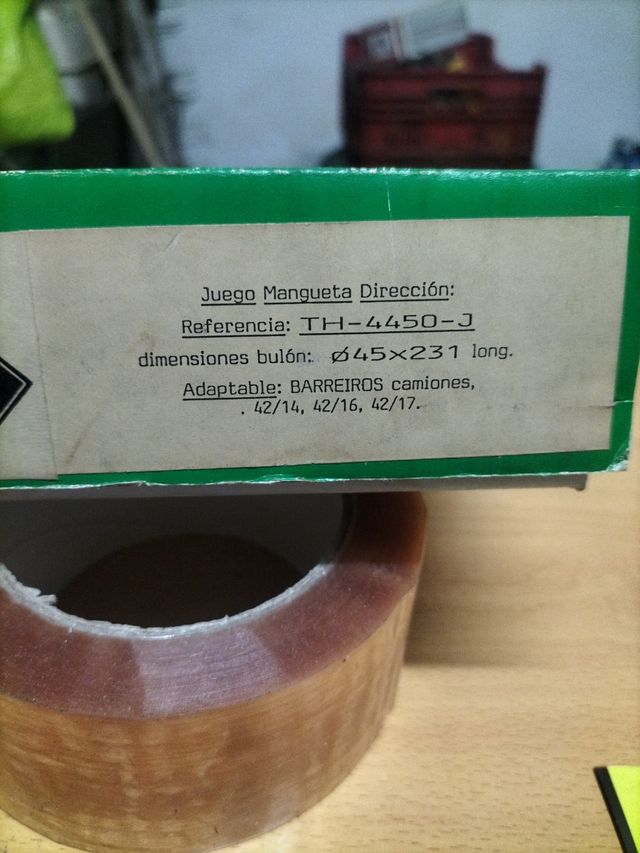 Juego Mangueta Dirección:
Referencia: TH-4450-J
dimensiones bulón: Ø45x231 long.
Adaptable: BARREIROS camiones,
. 42/14, 42/16, 42/17.